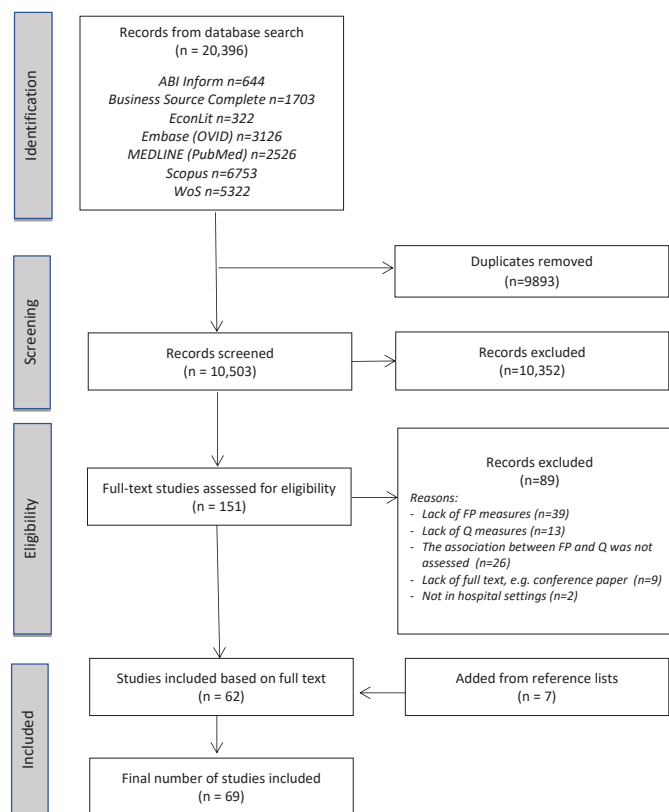 Identification
Records from database search
(n = 20,396)
ABI Inform n=644
Business Source Complete n=1703
EconLit n=322
Embase (OVID) n=3126
MEDLINE (PubMed) n=2526
Scopus n=6753
WoS n=5322
Screening
Duplicates removed
(n=9893)
Records screened
(n = 10,503)
Records excluded
(n=10,352)
Eligibility
Full-text studies assessed for eligibility
(n = 151)
Records excluded
(n=89)
Reasons:
- Lack of FP measures (n=39)
- Lack of Q measures (n=13)
- The association between FP and Q was not
assessed (n=26)
- Lack of full text, e.g. conference paper (n=9)
- Not in hospital settings (n=2)
Included
Studies included based on full text
(n = 62)
Added from reference lists
(n = 7)
Final number of studies included
(n = 69)